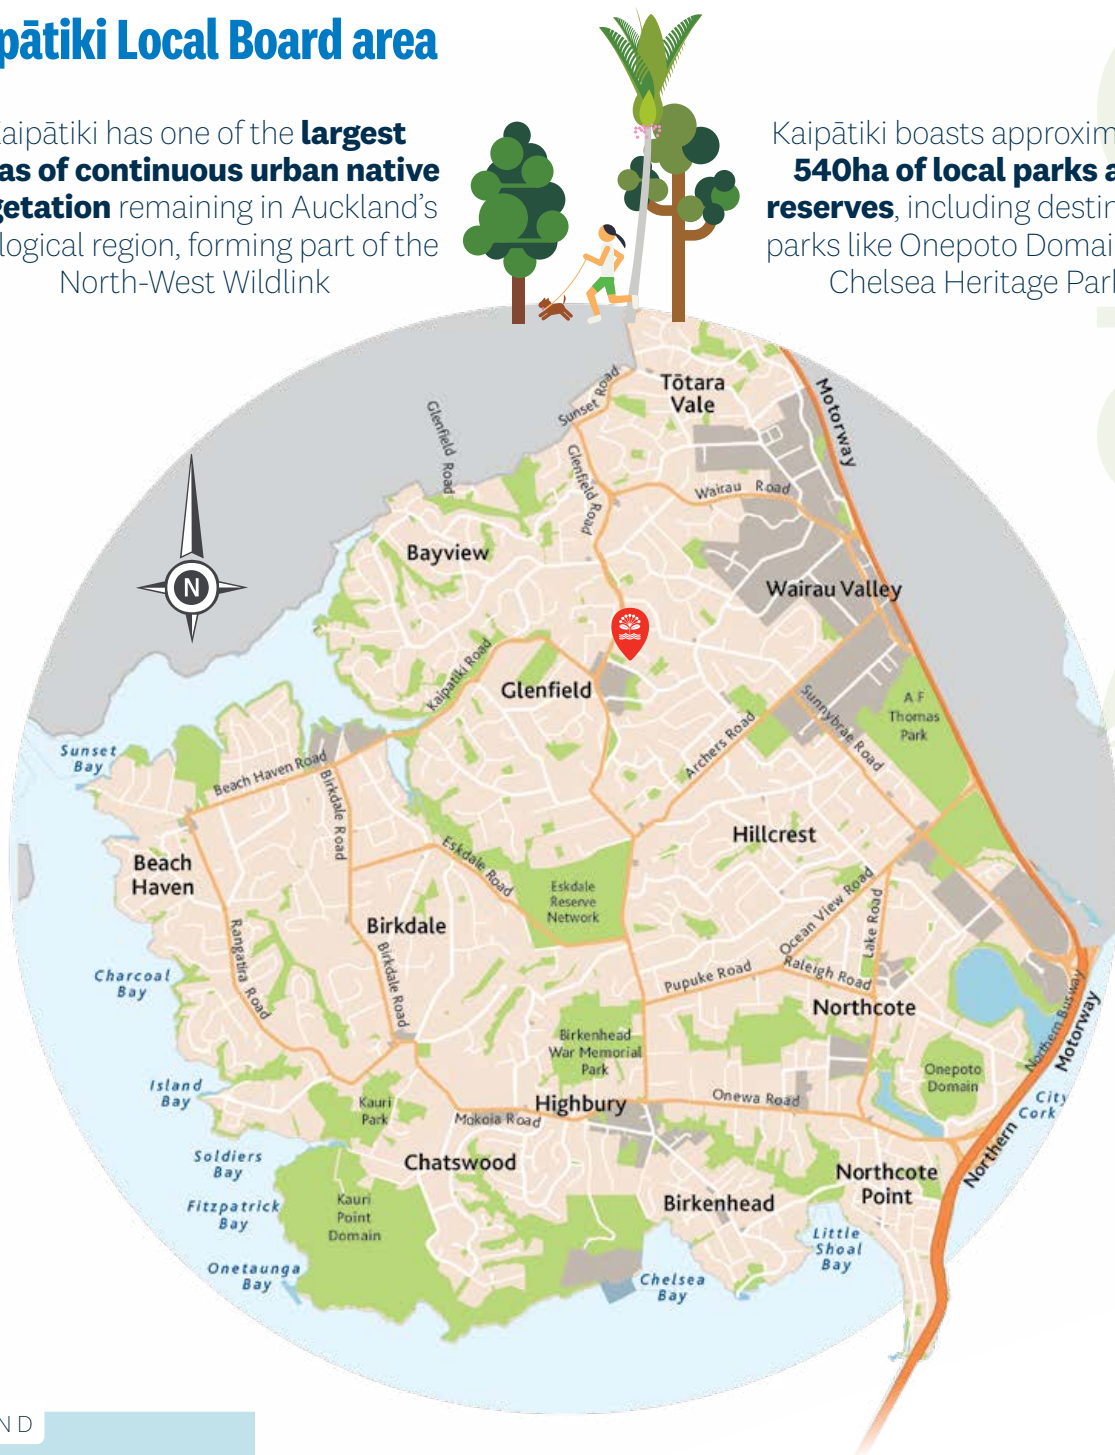 pātiki Local Board area
aipātiki has one of the largest
as of continuous urban native
getation remaining in Auckland's
logical region, forming part of the
North-West Wildlink
Kaipātiki boasts approxim
540ha of local parks a
reserves, including destin
parks like Onepoto Domai
Chelsea Heritage Park
Tōtara
Vale
Motorway
Sunset Road
Glenfield Road
Glenfield Road
Wairau Road
Bayview
N
Wairau Valley
Kaipatiki Road
Glenfield
A F
Thomas
Park
Sunnybrae Road
Archers Road
Sunset
Bay
Beach Haven Road
Birkdale Road
Hillcrest
Beach
Haven
Eskdale Road
Eskdale
Reserve
Network
Ocean View Road
Lake Road
Birkdale
Rangatira Road
Birkdale Road
Pupuke Road
Raleigh Road
Charcoal
Bay
Northcote
Northern Busway
Motorway
Birkenhead
War Memorial
Park
Onepoto
Domain
Island
Bay
Kauri
Park
Highbury
Onewa Road
City
Cork
Mokoia Road
Northern
Soldiers
Bay
Chatswood
Northcote
Point
Fitzpatrick
Bay
Kauri
Point
Domain
Birkenhead
Little
Shoal
Bay
Onetaunga
Bay
Chelsea
Bay
ND